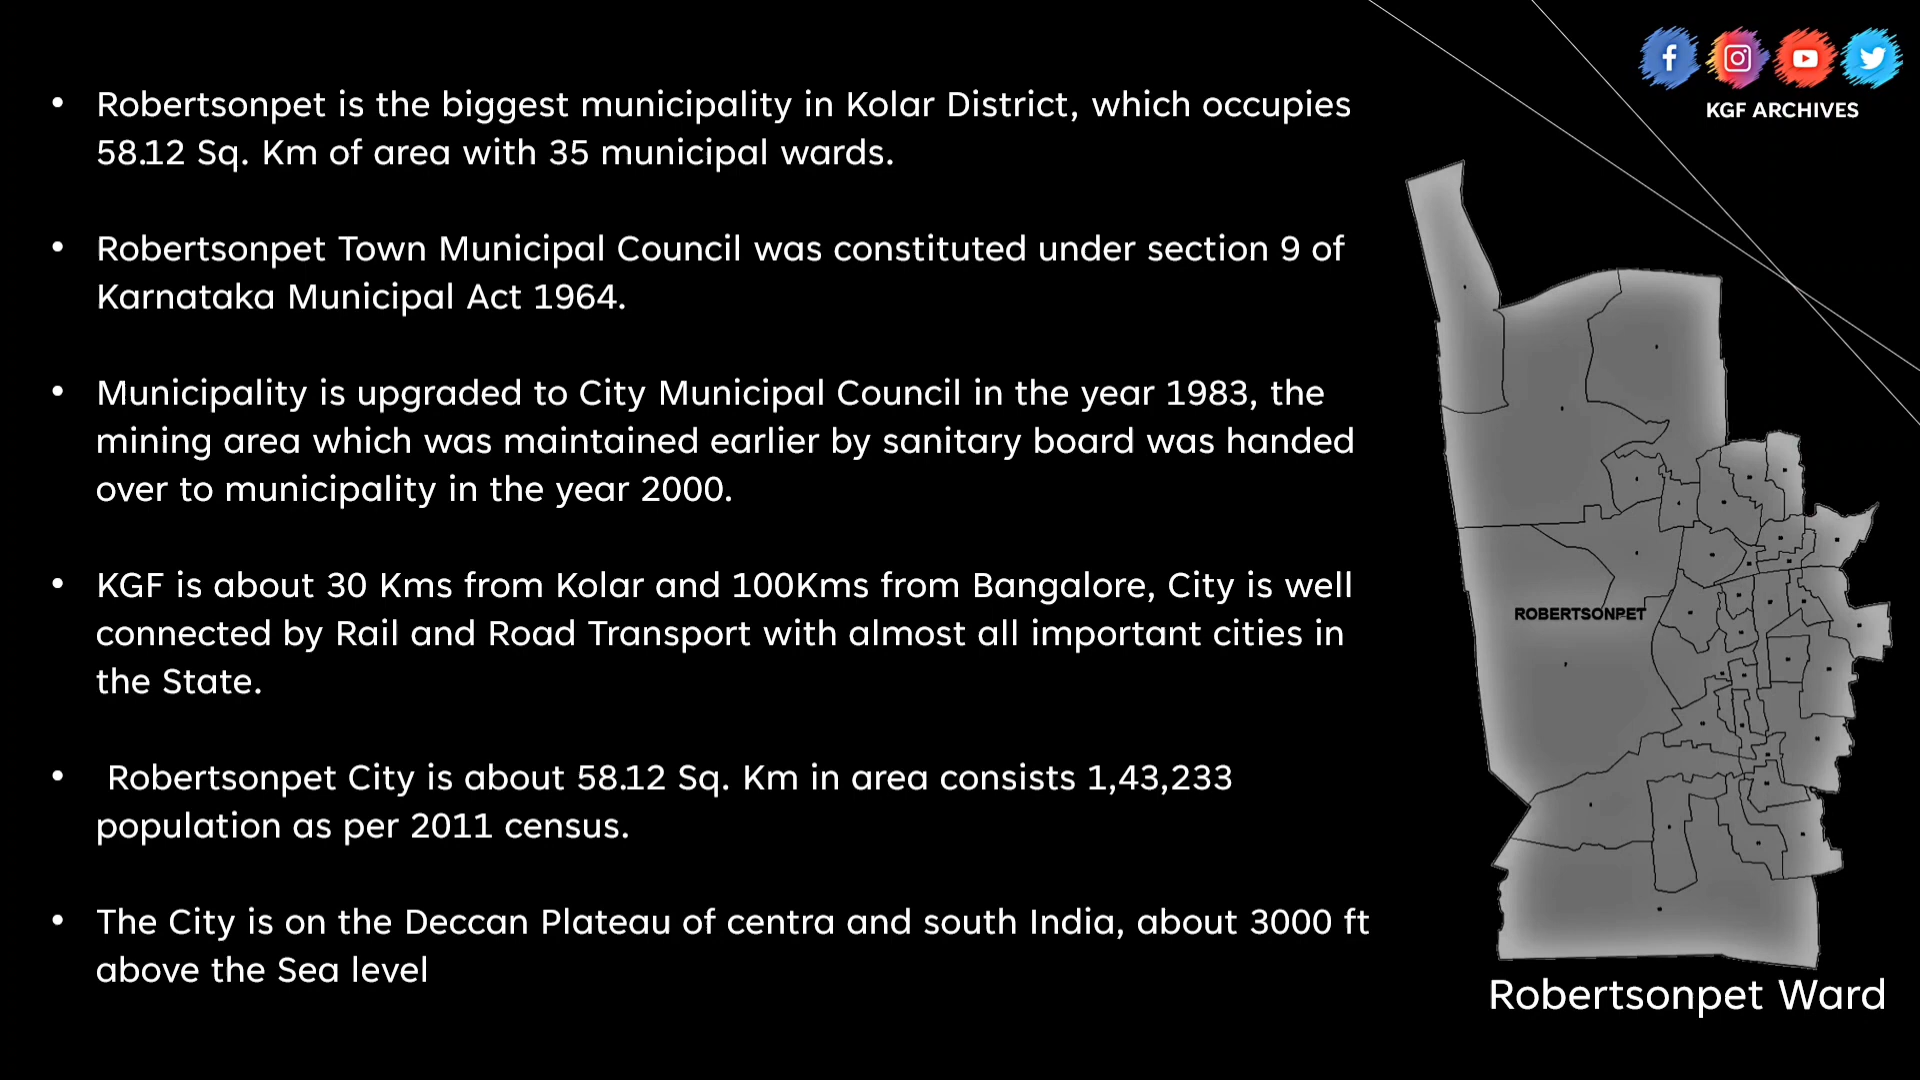 • Robertsonpet is the biggest municipality in Kolar District, which occupies
58.12 Sq. Km of area with 35 municipal wards.
• Robertsonpet Town Municipal Council was constituted under section 9 of
Karnataka Municipal Act 1964.
• Municipality is upgraded to City Municipal Council in the year 1983, the
mining area which was maintained earlier by sanitary board was handed
over to municipality in the year 2000.
• KGF is about 30 Kms from Kolar and 100Kms from Bangalore, City is well
connected by Rail and Road Transport with almost all important cities in
the State.
• Robertsonpet City is about 58.12 Sq. Km in area consists 1,43,233
population as per 2011 census.
• The City is on the Deccan Plateau of centra and south India, about 3000 ft
above the Sea level
KGF ARCHIVES
ROBERTSONPET
Robertsonpet Ward